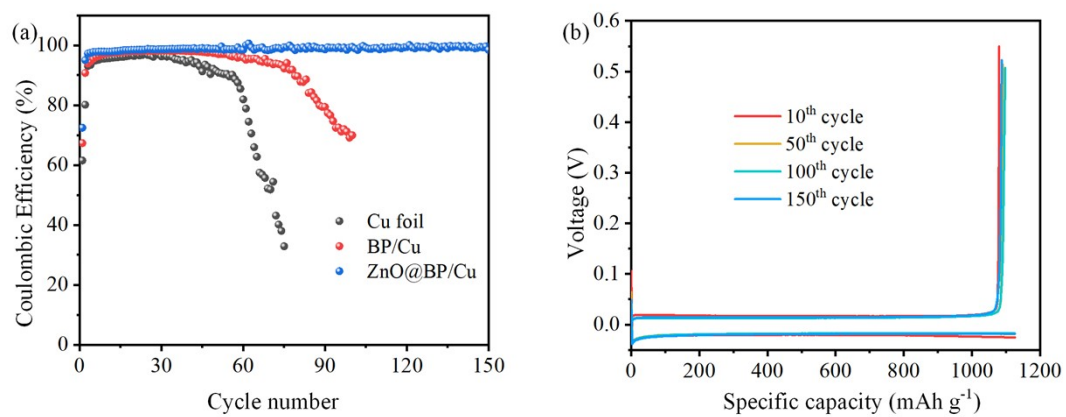 (a)
100
80
60
40
20
0
0
30
60
90
120
150
Coulombic Efficiency (%)
Cycle number
Cu foil
BP/Cu
ZnO@BP/Cu
(b)
0.6
0.5
0.4
0.3
0.2
0.1
0.0
0
200
400
600
800
1000
1200
Voltage (V)
Specific capacity (mAh g⁻¹)
10ᵗʰ cycle
50ᵗʰ cycle
100ᵗʰ cycle
150ᵗʰ cycle